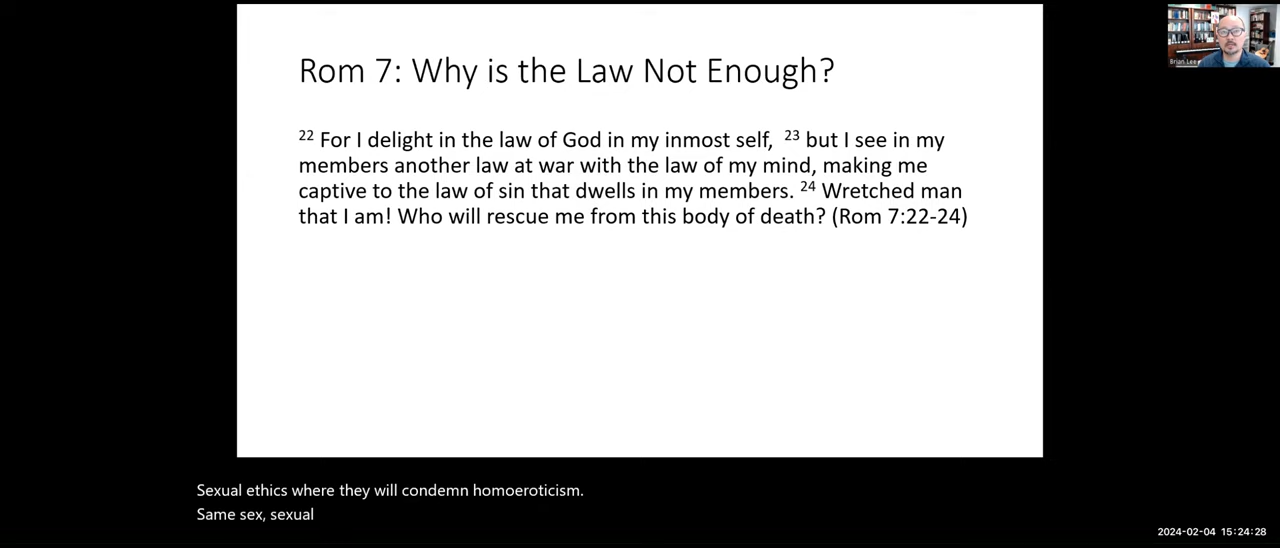 Rom 7: Why is the Law Not Enough?
22 For I delight in the law of God in my inmost self, 23 but I see in my
members another law at war with the law of my mind, making me
captive to the law of sin that dwells in my members. 24 Wretched man
that I am! Who will rescue me from this body of death? (Rom 7:22-24)
Brian Lee
Sexual ethics where they will condemn homoeroticism.
Same sex, sexual
2024-02-04 15:24:28